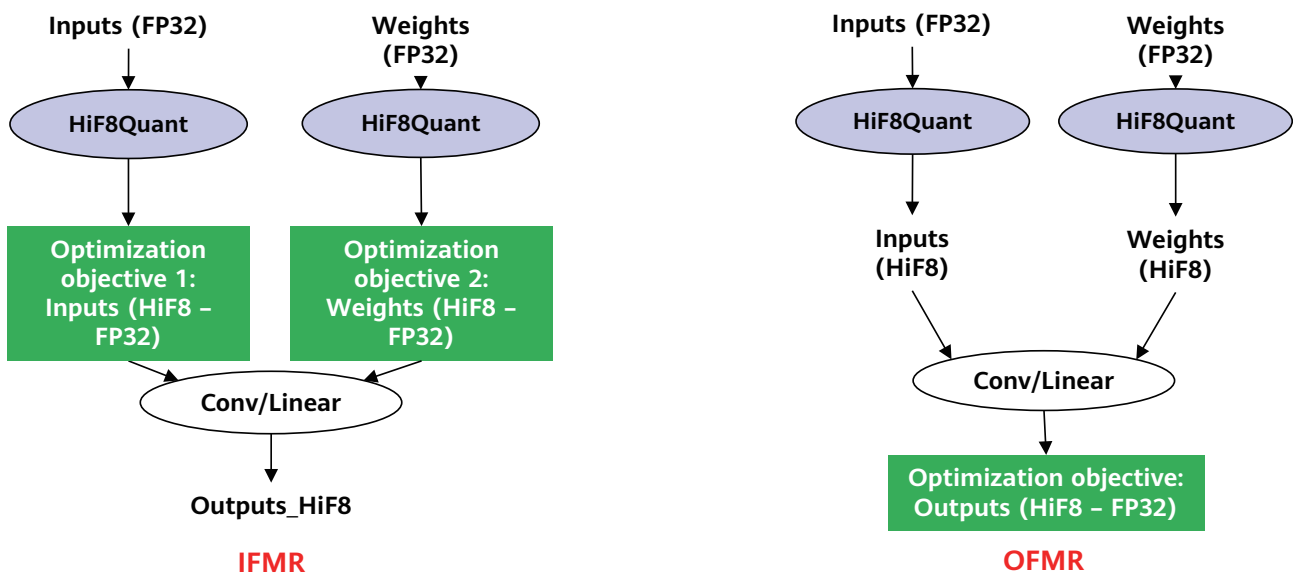 Inputs (FP32)
Weights
(FP32)
HiF8Quant
HiF8Quant
Optimization
objective 1:
Inputs (HiF8 –
FP32)
Optimization
objective 2:
Weights (HiF8 –
FP32)
Conv/Linear
Outputs_HiF8
IFMR
Inputs (FP32)
Weights
(FP32)
HiF8Quant
HiF8Quant
Inputs
(HiF8)
Weights
(HiF8)
Conv/Linear
Optimization objective:
Outputs (HiF8 – FP32)
OFMR